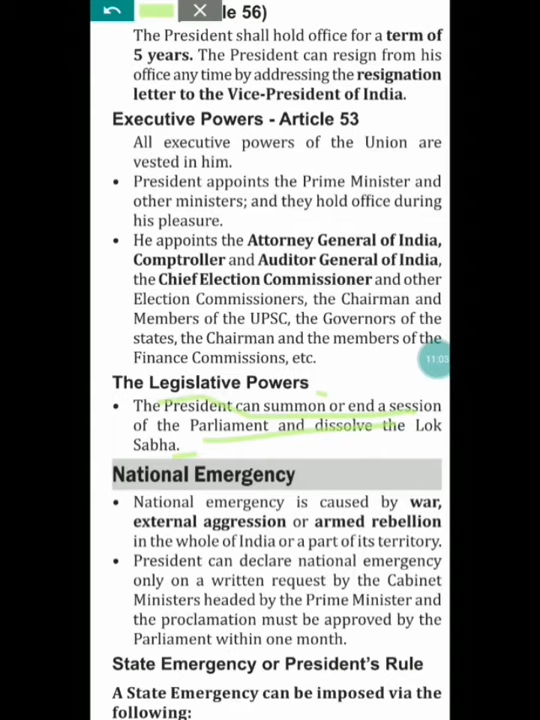 le 56)
The President shall hold office for a term of
5 years. The President can resign from his
office any time by addressing the resignation
letter to the Vice-President of India.
Executive Powers - Article 53
All executive powers of the Union are
vested in him.
• President appoints the Prime Minister and
other ministers; and they hold office during
his pleasure.
• He appoints the Attorney General of India,
Comptroller and Auditor General of India,
the Chief Election Commissioner and other
Election Commissioners, the Chairman and
Members of the UPSC, the Governors of the
states, the Chairman and the members of the
Finance Commissions, etc.
11:03
The Legislative Powers
• The President can summon or end a session
of the Parliament and dissolve the Lok
Sabha.
National Emergency
• National emergency is caused by war,
external aggression or armed rebellion
in the whole of India or a part of its territory.
• President can declare national emergency
only on a written request by the Cabinet
Ministers headed by the Prime Minister and
the proclamation must be approved by the
Parliament within one month.
State Emergency or President's Rule
A State Emergency can be imposed via the
following: